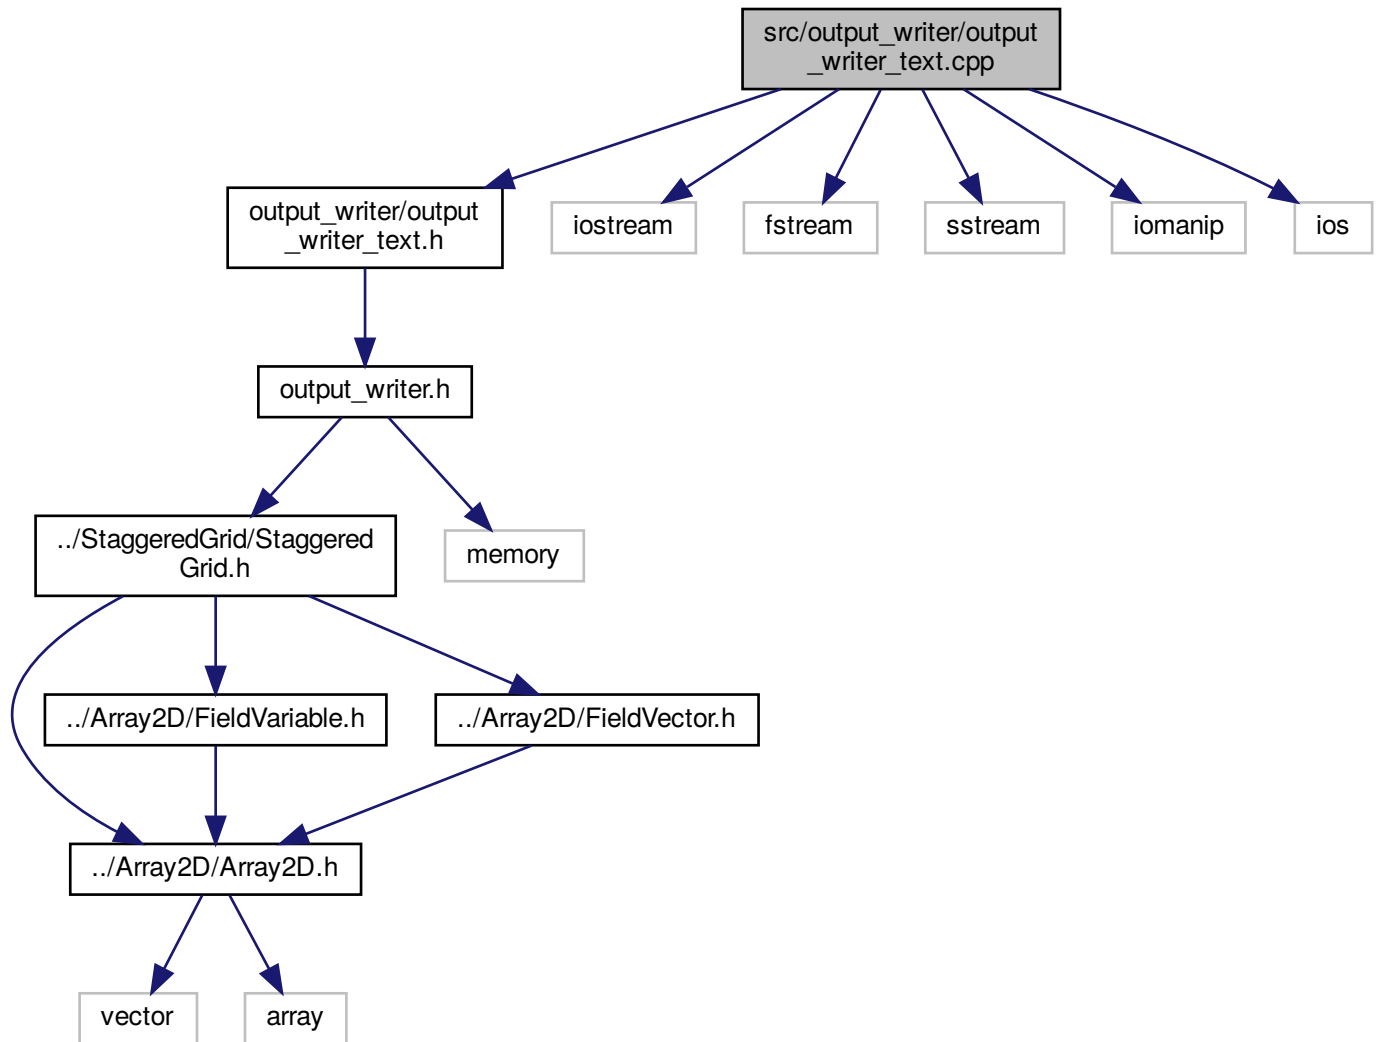 src/output_writer/output
_writer_text.cpp
output_writer/output
_writer_text.h
iostream
fstream
sstream
iomanip
ios
output_writer.h
../StaggeredGrid/Staggered
Grid.h
memory
../Array2D/FieldVariable.h
../Array2D/FieldVector.h
../Array2D/Array2D.h
vector
array